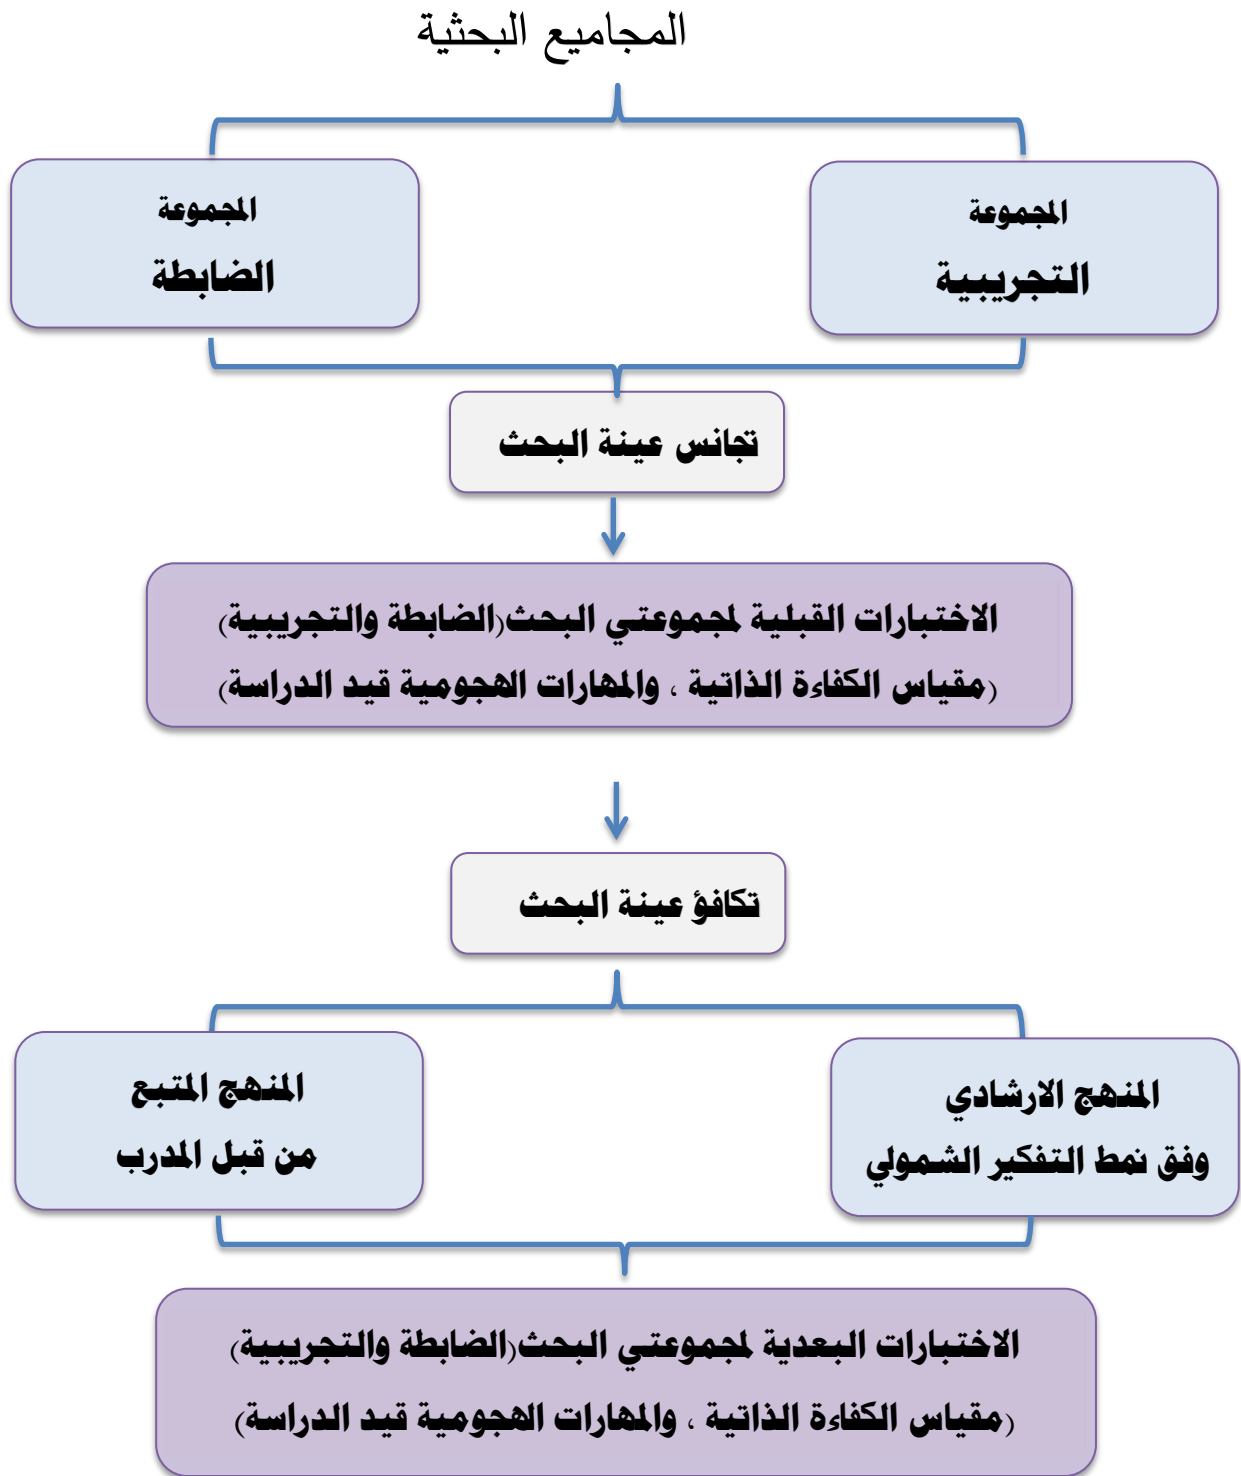 المجاميع البحثية
المجموعة
التجريبية
المجموعة
الضابطة
تجانس عينة البحث
الاختبارات القبلية لمجموعتي البحث(الضابطة والتجريبية)
(مقياس الكفاءة الذاتية ، والمهارات الهجومية قيد الدراسة)
تكافؤ عينة البحث
المنهج الارشادي
وفق نمط التفكير الشمولي
المنهج المتبع
من قبل المدرب
الاختبارات البعدية لمجموعتي البحث(الضابطة والتجريبية)
(مقياس الكفاءة الذاتية ، والمهارات الهجومية قيد الدراسة)